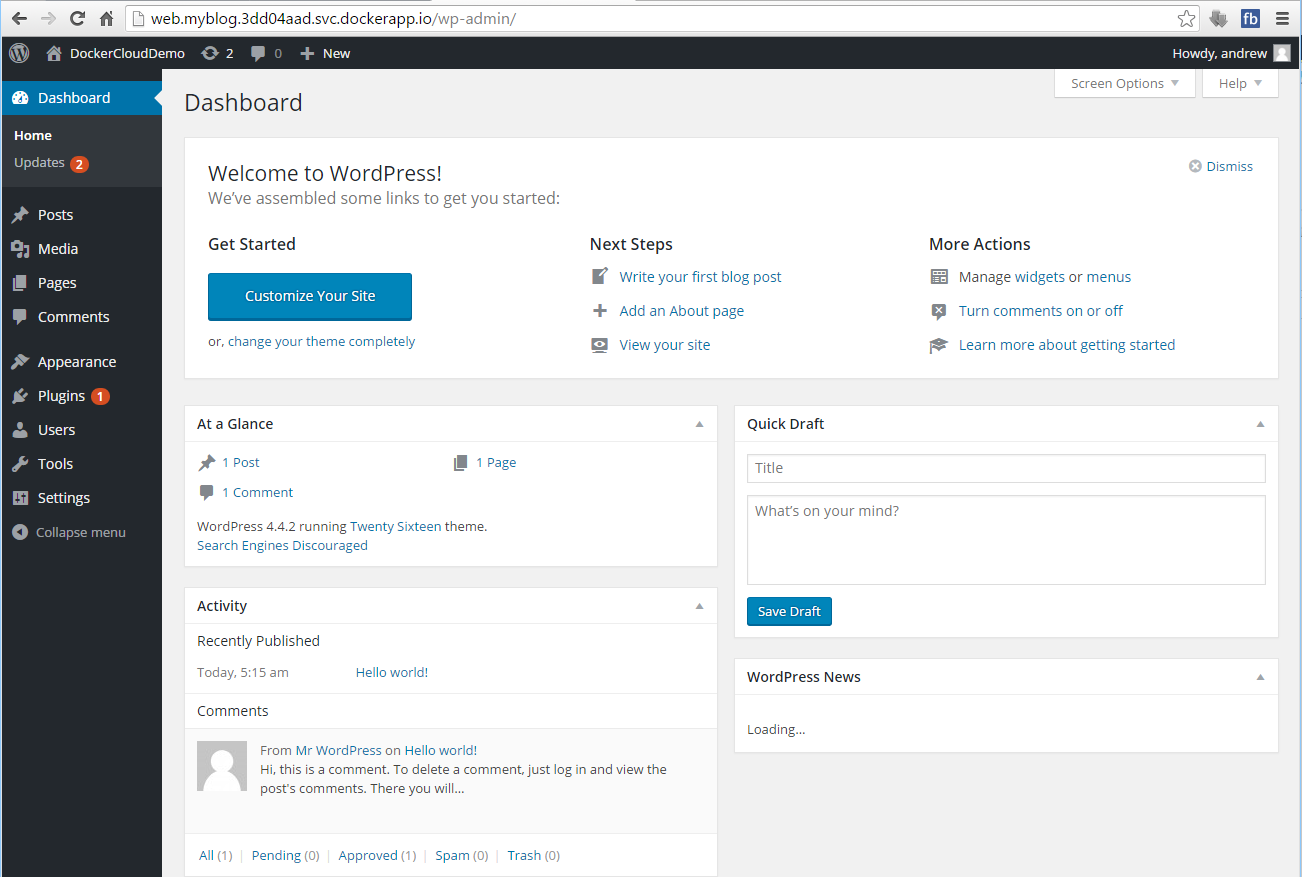 web.myblog.3dd04aad.svc.dockerapp.io/wp-admin/
fb
DockerCloudDemo 2 0 New
Howdy, andrew
Dashboard
Home
Updates 2
Posts
Media
Pages
Comments
Appearance
Plugins 1
Users
Tools
Settings
Collapse menu
Screen Options
Help
Dashboard
Welcome to WordPress!
Dismiss
We've assembled some links to get you started:
Get Started
Customize Your Site
or, change your theme completely
Next Steps
Write your first blog post
Add an About page
View your site
More Actions
Manage widgets or menus
Turn comments on or off
Learn more about getting started
At a Glance
1 Post
1 Page
1 Comment
WordPress 4.4.2 running Twenty Sixteen theme.
Search Engines Discouraged
Activity
Recently Published
Today, 5:15 am Hello world!
Comments
From Mr WordPress on Hello world!
Hi, this is a comment. To delete a comment, just log in and view the
post's comments. There you will...
All (1) | Pending (0) | Approved (1) | Spam (0) | Trash (0)
Quick Draft
Title
What's on your mind?
Save Draft
WordPress News
Loading...